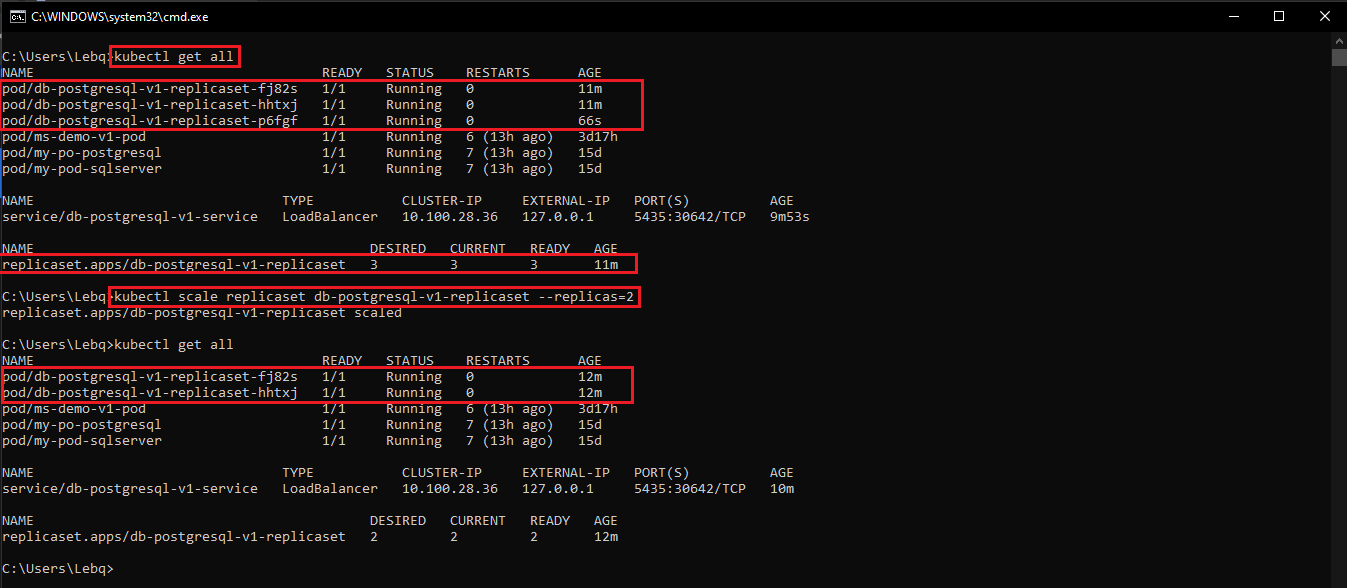 C:\WINDOWS\system32\cmd.exe
C:\Users\Lebq>kubectl get all
NAME                                    READY   STATUS    RESTARTS      AGE
pod/db-postgresql-v1-replicaset-fj82s   1/1     Running   0             11m
pod/db-postgresql-v1-replicaset-hhtxj   1/1     Running   0             11m
pod/db-postgresql-v1-replicaset-p6fgf   1/1     Running   0             66s
pod/ms-demo-v1-pod                      1/1     Running   6 (13h ago)   3d17h
pod/my-po-postgresql                    1/1     Running   7 (13h ago)   15d
pod/my-pod-sqlserver                    1/1     Running   7 (13h ago)   15d
NAME                               TYPE           CLUSTER-IP     EXTERNAL-IP   PORT(S)          AGE
service/db-postgresql-v1-service   LoadBalancer   10.100.28.36   127.0.0.1     5435:30642/TCP   9m53s
NAME                                          DESIRED   CURRENT   READY   AGE
replicaset.apps/db-postgresql-v1-replicaset   3         3         3       11m
C:\Users\Lebq>kubectl scale replicaset db-postgresql-v1-replicaset --replicas=2
replicaset.apps/db-postgresql-v1-replicaset scaled
C:\Users\Lebq>kubectl get all
NAME                                    READY   STATUS    RESTARTS      AGE
pod/db-postgresql-v1-replicaset-fj82s   1/1     Running   0             12m
pod/db-postgresql-v1-replicaset-hhtxj   1/1     Running   0             12m
pod/ms-demo-v1-pod                      1/1     Running   6 (13h ago)   3d17h
pod/my-po-postgresql                    1/1     Running   7 (13h ago)   15d
pod/my-pod-sqlserver                    1/1     Running   7 (13h ago)   15d
NAME                               TYPE           CLUSTER-IP     EXTERNAL-IP   PORT(S)          AGE
service/db-postgresql-v1-service   LoadBalancer   10.100.28.36   127.0.0.1     5435:30642/TCP   10m
NAME                                          DESIRED   CURRENT   READY   AGE
replicaset.apps/db-postgresql-v1-replicaset   2         2         2       12m
C:\Users\Lebq>